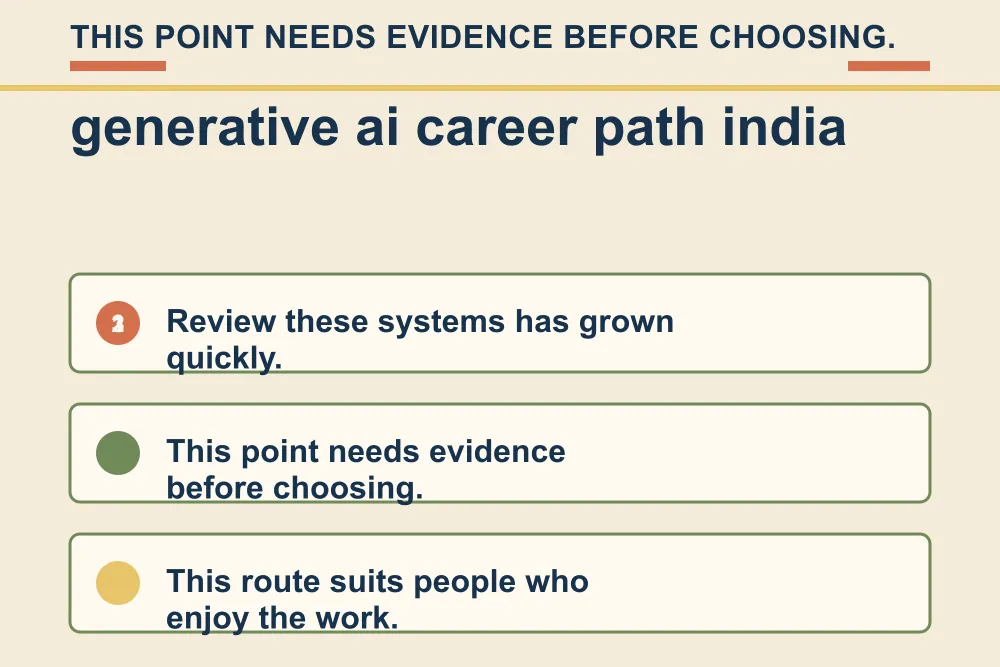 THIS POINT NEEDS EVIDENCE BEFORE CHOOSING.
generative ai career path india
Review these systems has grown
quickly.
This point needs evidence
before choosing.
This route suits people who
enjoy the work.